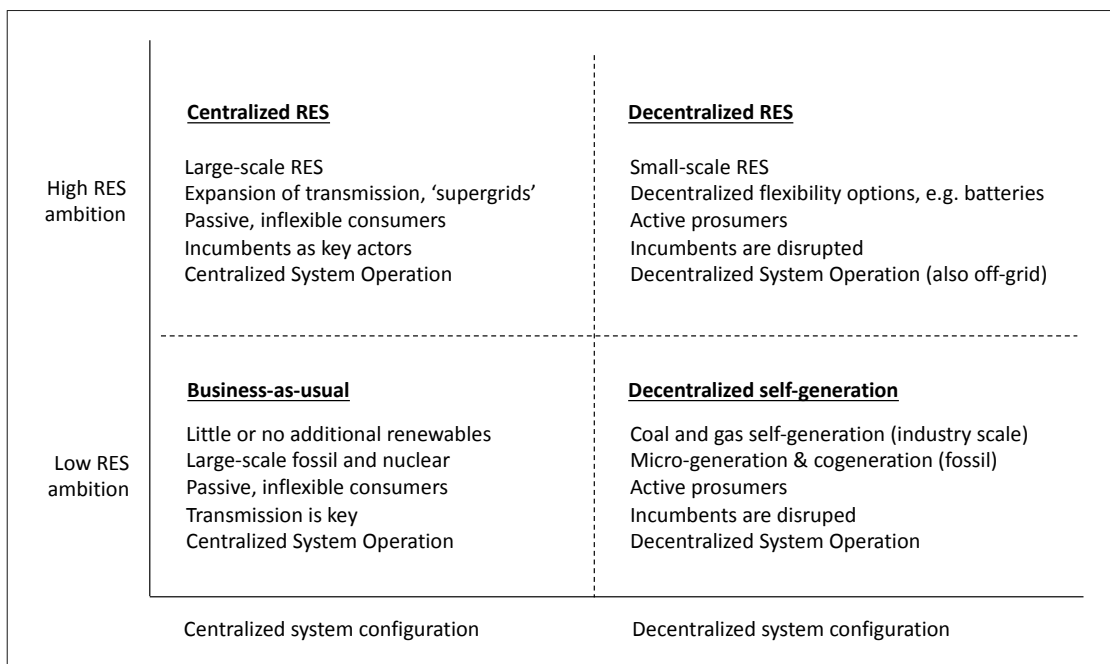 High RES
ambition
Centralized RES
Large-scale RES
Expansion of transmission, ‘supergrids’
Passive, inflexible consumers
Incumbents as key actors
Centralized System Operation
Decentralized RES
Small-scale RES
Decentralized flexibility options, e.g. batteries
Active prosumers
Incumbents are disrupted
Decentralized System Operation (also off-grid)
Low RES
ambition
Business-as-usual
Little or no additional renewables
Large-scale fossil and nuclear
Passive, inflexible consumers
Transmission is key
Centralized System Operation
Decentralized self-generation
Coal and gas self-generation (industry scale)
Micro-generation & cogeneration (fossil)
Active prosumers
Incumbents are disruped
Decentralized System Operation
Centralized system configuration
Decentralized system configuration